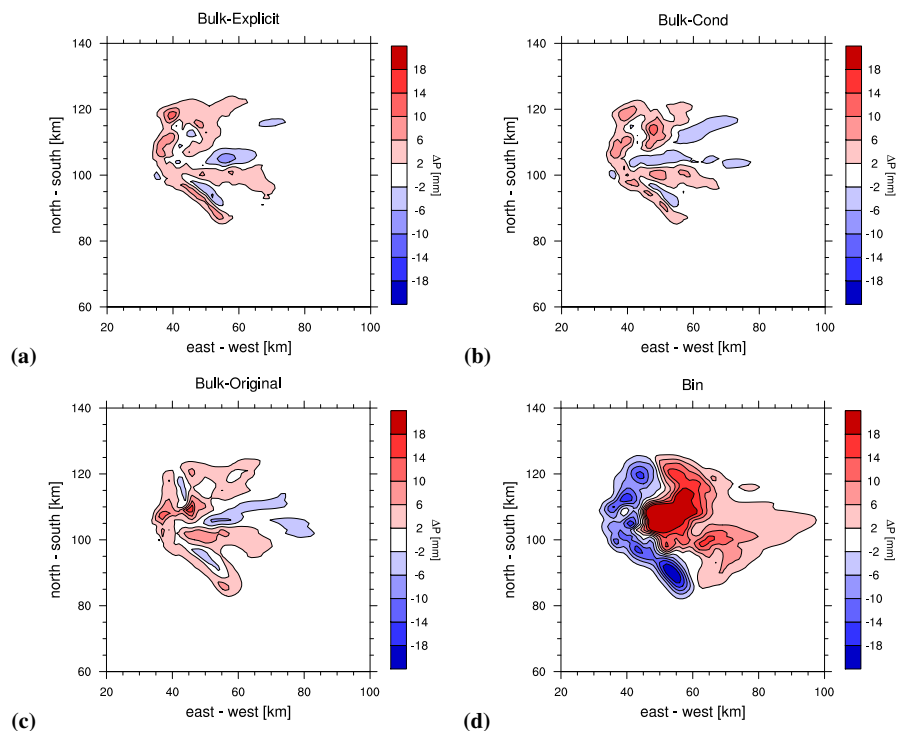 Bulk-Explicit
140
120
100
80
60
20 40 60 80 100
north - south [km]
east - west [km]
18
14
10
6
2
-2
-6
-10
-14
-18
ΔP [mm]
(a)
Bulk-Cond
140
120
100
80
60
20 40 60 80 100
north - south [km]
east - west [km]
18
14
10
6
2
-2
-6
-10
-14
-18
ΔP [mm]
(b)
Bulk-Original
140
120
100
80
60
20 40 60 80 100
north - south [km]
east - west [km]
18
14
10
6
2
-2
-6
-10
-14
-18
ΔP [mm]
(c)
Bin
140
120
100
80
60
20 40 60 80 100
north - south [km]
east - west [km]
18
14
10
6
2
-2
-6
-10
-14
-18
ΔP [mm]
(d)